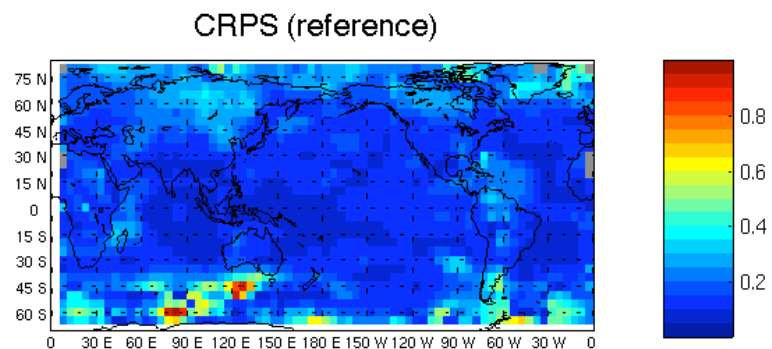 CRPS (reference)
75 N
60 N
45 N
30 N
15 N
0
15 S
30 S
45 S
60 S
0 30 E 60 E 90 E 120 E 150 E 180 E 150 W 120 W 90 W 60 W 30 W 0
0.8
0.6
0.4
0.2